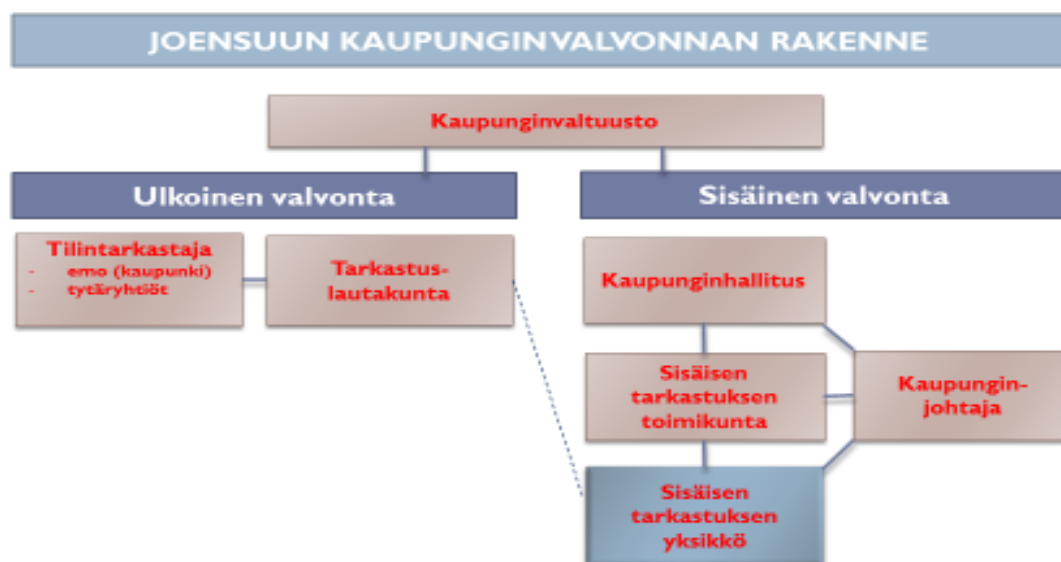 JOENSUUN KAUPUNGINVALVONNAN RAKENNE
Kaupunginvaltuusto
Ulkoinen valvonta
Sisäinen valvonta
Tilintarkastaja
- emo (kaupunki)
- tytäryhtiöt
Tarkastus-
lautakunta
Kaupunginhallitus
Sisäisen
tarkastuksen
toimikunta
Kaupungin-
johtaja
Sisäisen
tarkastuksen
yksikkö